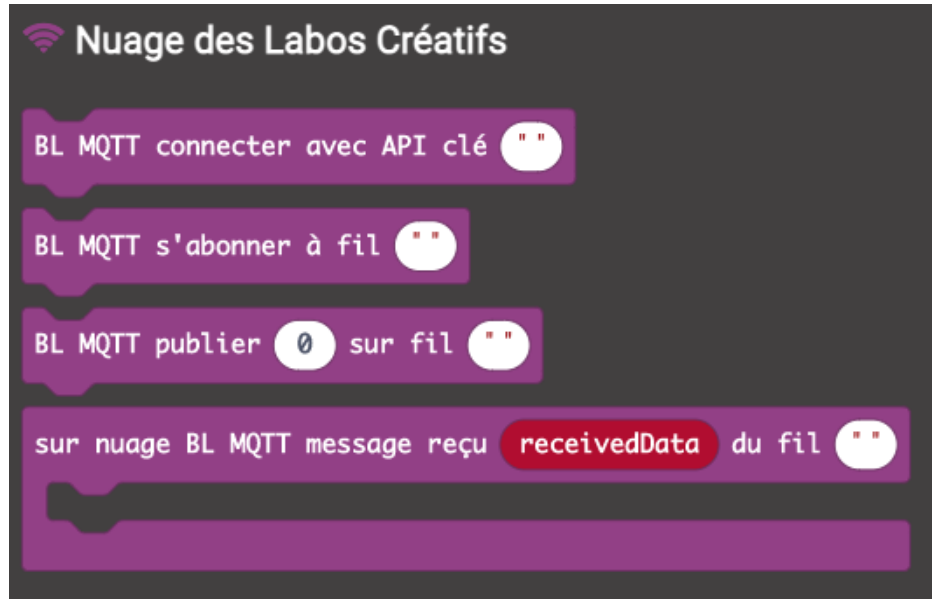 Nuage des Labos Créatifs
BL MQTT connecter avec API clé " "
BL MQTT s'abonner à fil " "
BL MQTT publier 0 sur fil " "
sur nuage BL MQTT message reçu receivedData du fil " "